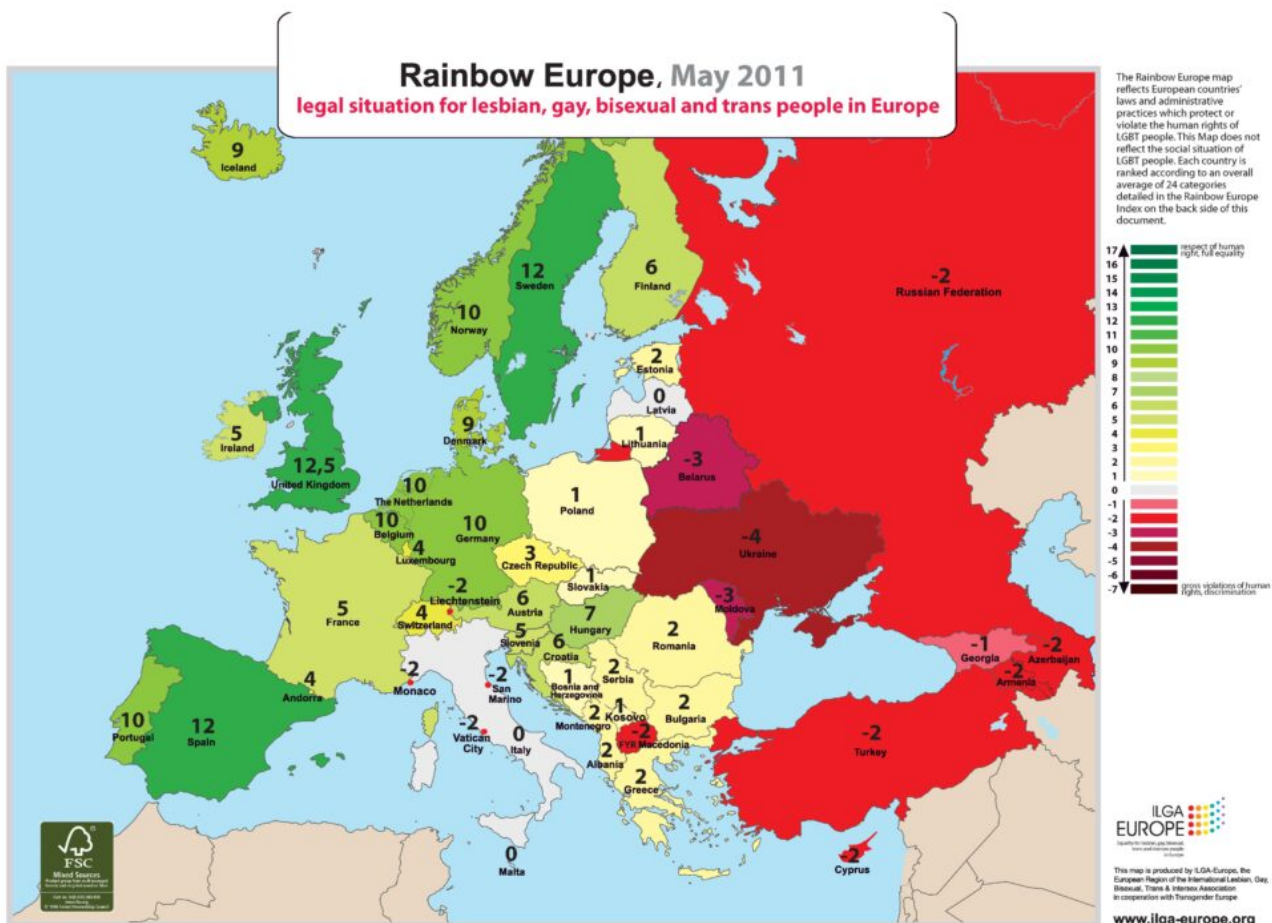 Rainbow Europe, May 2011
legal situation for lesbian, gay, bisexual and trans people in Europe
The Rainbow Europe map
reflects European countries'
laws and administrative
practices which protect or
violate the human rights of
LGBT people. This Map does not
reflect the social situation of
LGBT people. Each country is
ranked according to an overall
average of 24 categories
detailed in the Rainbow Europe
Index on the back side of this
document.
17
respect of human
right, full equality
16
15
14
13
12
11
10
9
8
7
6
5
4
3
2
1
0
-1
-2
-3
-4
-5
-6
-7
gross violations of human
rights, discrimination
9
Iceland
12
Sweden
6
Finland
-2
Russian Federation
10
Norway
2
Estonia
0
Latvia
9
Denmark
1
Lithuania
5
Ireland
12,5
United Kingdom
-3
Belarus
10
The Netherlands
1
Poland
10
Belgium
10
Germany
-4
Ukraine
4
Luxembourg
3
Czech Republic
1
Slovakia
-2
Liechtenstein
6
Austria
7
Hungary
-3
Moldova
5
France
4
Switzerland
5
Slovenia
6
Croatia
2
Romania
-1
Georgia
-2
Azerbaijan
-2
Armenia
4
Andorra
-2
Monaco
-2
San
Marino
1
Bosnia and
Herzegovina
2
Serbia
10
Portugal
12
Spain
-2
Vatican
City
0
Italy
2
Montenegro
1
Kosovo
2
Bulgaria
-2
FYR Macedonia
-2
Turkey
2
Albania
2
Greece
0
Malta
-2
Cyprus
FSC
Mixed Sources
ILGA
EUROPE
Equality for lesbian, gay, bisexual,
trans and intersex people
in Europe
This map is produced by ILGA-Europe, the
European Region of the International Lesbian, Gay,
Bisexual, Trans & Intersex Association
in cooperation with Transgender Europe
www.ilga-europe.org